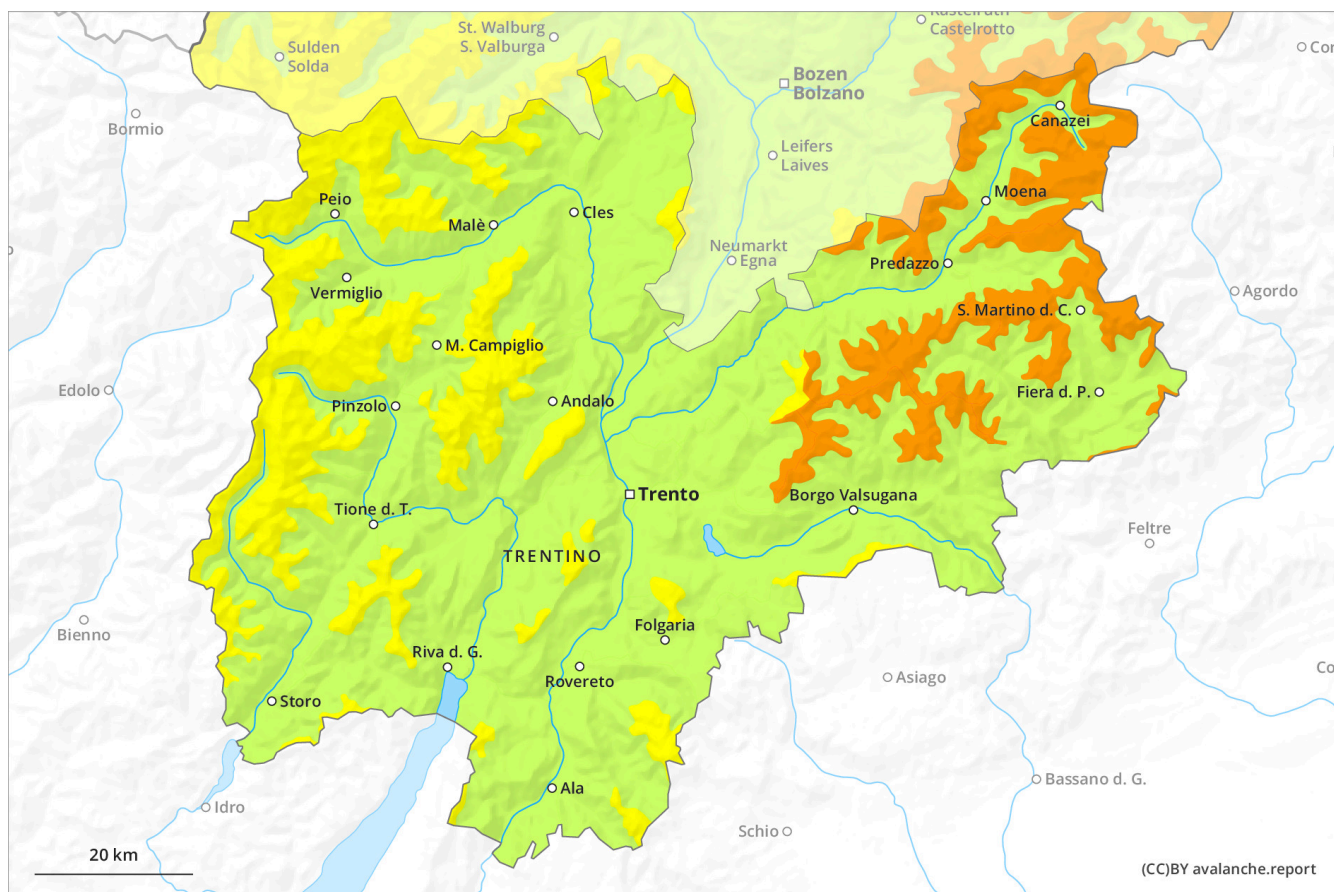 Kastelruth
Castelrotto
St. Walburg
S. Valburga
Sulden
Solda
Bozen
Bolzano
Bormio
Canazei
Leifers
Laives
Peio
Malè
Cles
Moena
Neumarkt
Egna
Predazzo
Vermiglio
Agordo
S. Martino d. C.
M. Campiglio
Edolo
Pinzolo
Andalo
Fiera d. P.
Trento
Borgo Valsugana
Tione d. T.
Feltre
TRENTINO
Bienno
Folgaria
Riva d. G.
Rovereto
Asiago
Storo
Ala
Bassano d. G.
Idro
Schio
20 km
(CC)BY avalanche.report